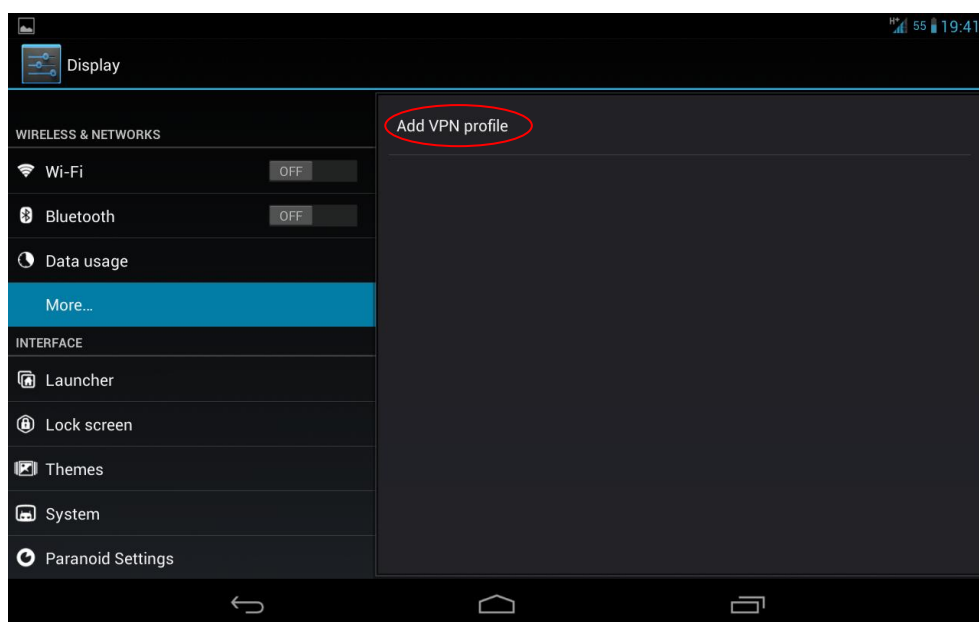 H+ 55 19:41
Display
WIRELESS & NETWORKS
Add VPN profile
Wi-Fi OFF
Bluetooth OFF
Data usage
More...
INTERFACE
Launcher
Lock screen
Themes
System
Paranoid Settings